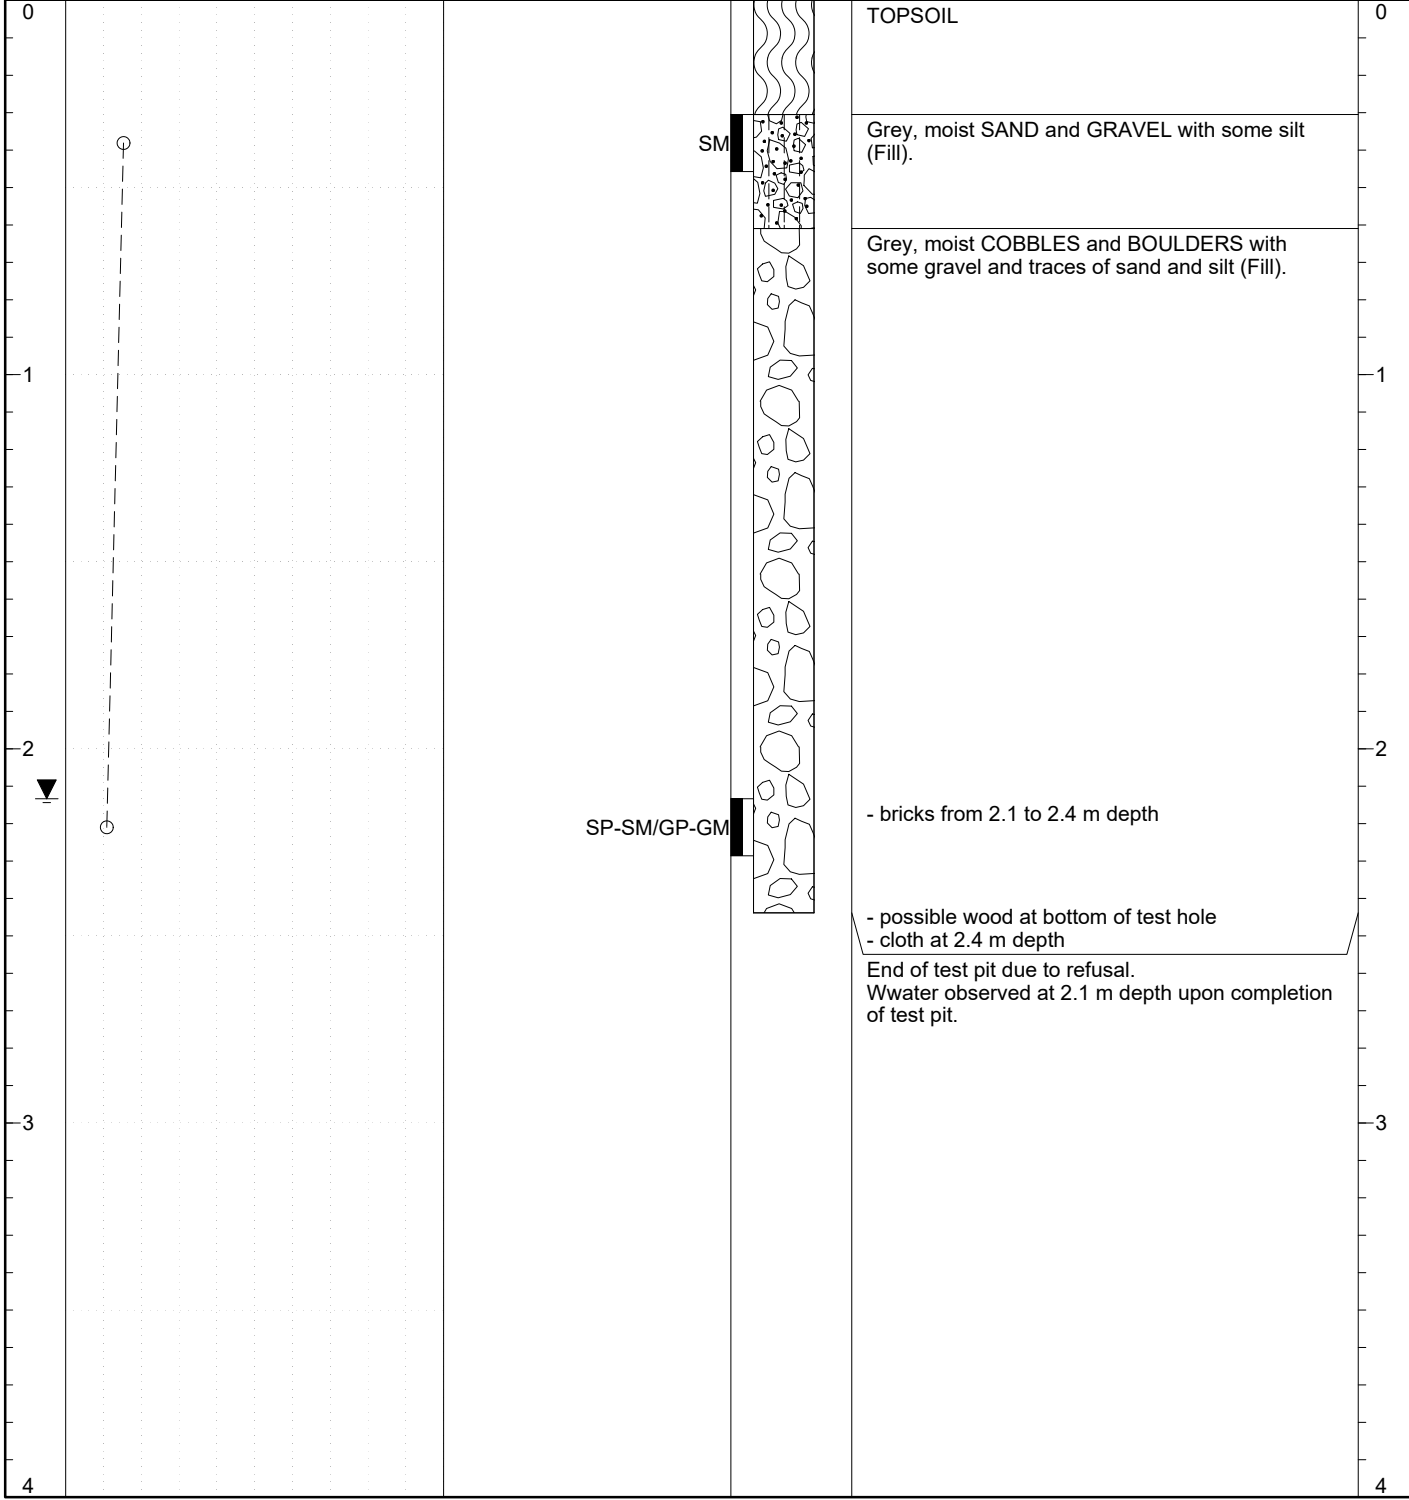 0
TOPSOIL
0
SM
Grey, moist SAND and GRAVEL with some silt
(Fill).
Grey, moist COBBLES and BOULDERS with
some gravel and traces of sand and silt (Fill).
1
1
2
2
SP-SM/GP-GM
- bricks from 2.1 to 2.4 m depth
- possible wood at bottom of test hole
- cloth at 2.4 m depth
End of test pit due to refusal.
Wwater observed at 2.1 m depth upon completion
of test pit.
3
3
4
4